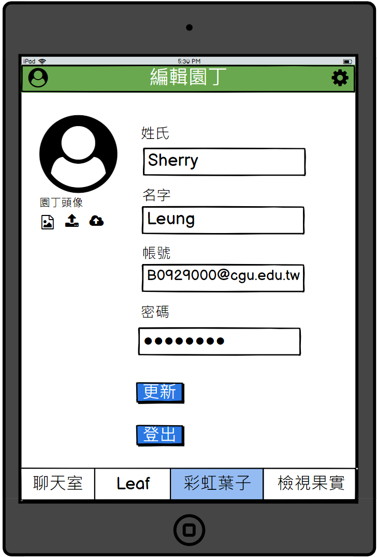 iPad
5:30 PM
編輯園丁
姓氏
Sherry
園丁頭像
名字
Leung
帳號
B0929000@cgu.edu.tw
密碼
●●●●●●●●
更新
登出
聊天室 Leaf 彩虹葉子 檢視果實